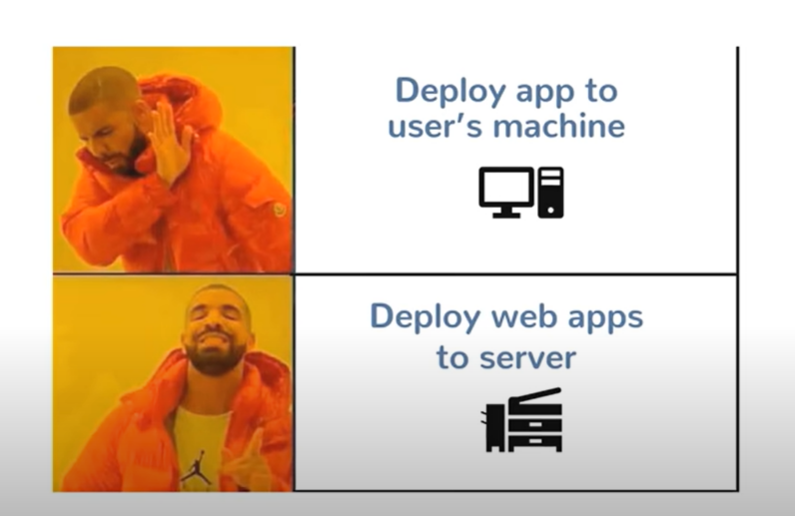 Deploy app to
user's machine
Deploy web apps
to server